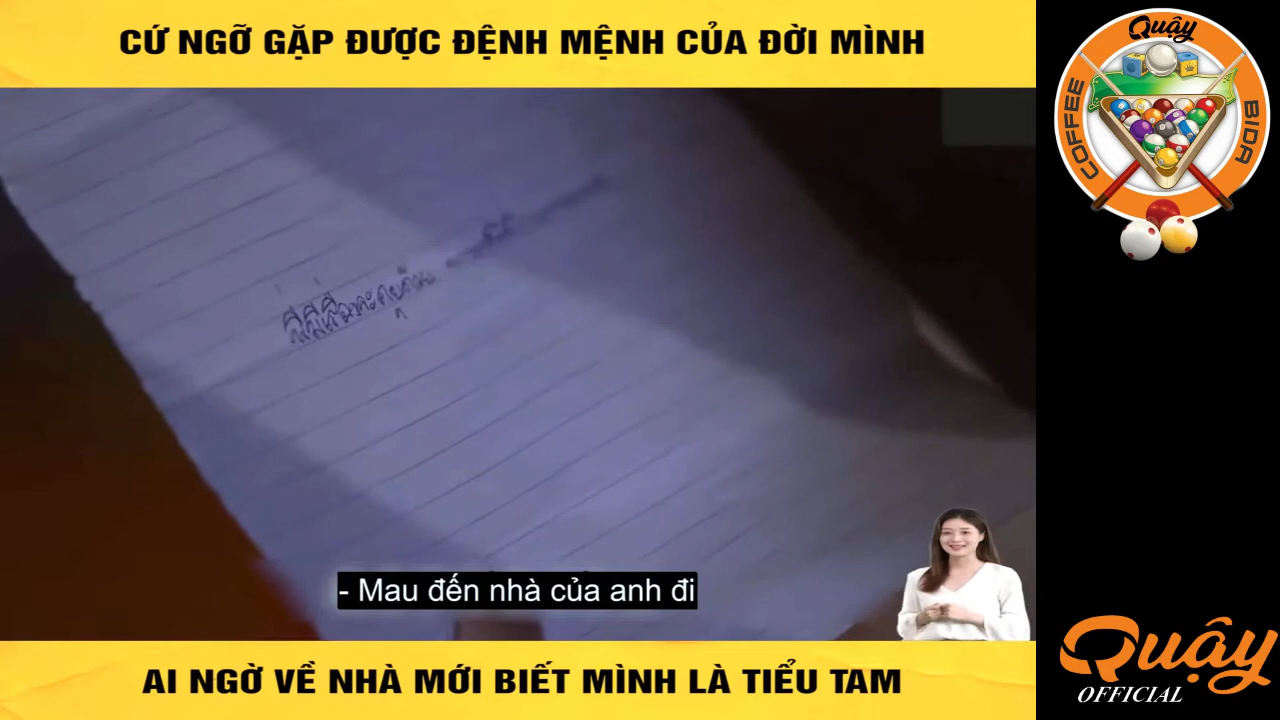 CỨ NGỠ GẶP ĐƯỢC ĐỆNH MỆNH CỦA ĐỜI MÌNH
Quậy
COFFEE
BIDA
- Mau đến nhà của anh đi
AI NGỜ VỀ NHÀ MỚI BIẾT MÌNH LÀ TIỂU TAM
Quậy
OFFICIAL